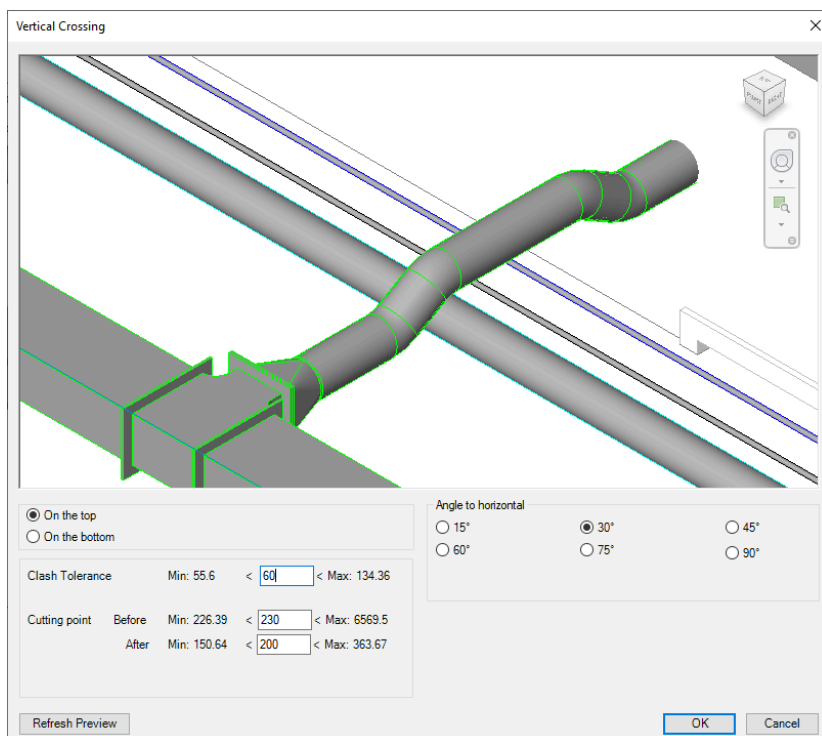 Vertical Crossing
On the top
On the bottom
Angle to horizontal
15° 30° 45°
60° 75° 90°
Clash Tolerance Min: 55.6 < 60 < Max: 134.36
Cutting point Before Min: 226.39 < 230 < Max: 6569.5
After Min: 150.64 < 200 < Max: 363.67
Refresh Preview OK Cancel